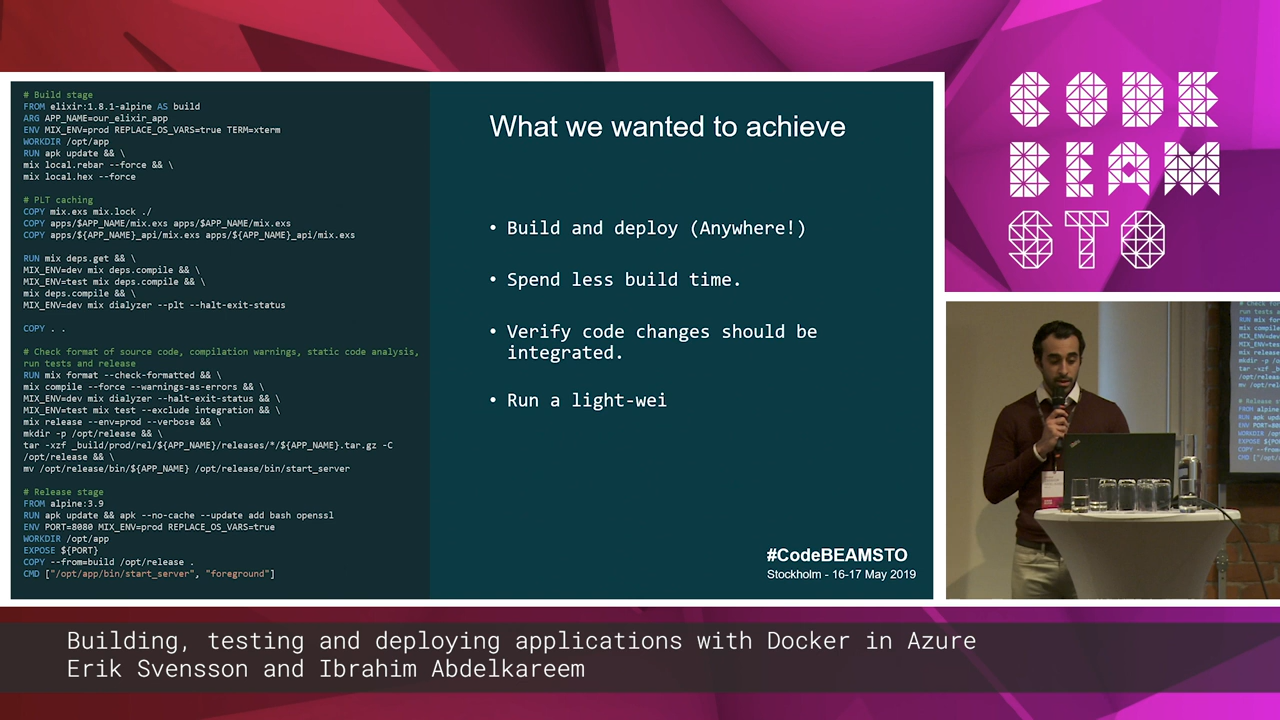 # Build stage
FROM elixir:1.8.1-alpine AS build
ARG APP_NAME=our_elixir_app
ENV MIX_ENV=prod REPLACE_OS_VARS=true TERM=xterm
WORKDIR /opt/app
RUN apk update && \
mix local.rebar --force && \
mix local.hex --force
# PLT caching
COPY mix.exs mix.lock ./
COPY apps/$APP_NAME/mix.exs apps/$APP_NAME/mix.exs
COPY apps/${APP_NAME}_api/mix.exs apps/${APP_NAME}_api/mix.exs
RUN mix deps.get && \
MIX_ENV=dev mix deps.compile && \
MIX_ENV=test mix deps.compile && \
mix deps.compile && \
MIX_ENV=dev mix dialyzer --plt --halt-exit-status
COPY . .
# Check format of source code, compilation warnings, static code analysis,
run tests and release
RUN mix format --check-formatted && \
mix compile --force --warnings-as-errors && \
MIX_ENV=dev mix dialyzer --halt-exit-status && \
MIX_ENV=test mix test --exclude integration && \
mix release --env=prod --verbose && \
mkdir -p /opt/release && \
tar -xzf _build/prod/rel/${APP_NAME}/releases/*/${APP_NAME}.tar.gz -C
/opt/release && \
mv /opt/release/bin/${APP_NAME} /opt/release/bin/start_server
# Release stage
FROM alpine:3.9
RUN apk update && apk --no-cache --update add bash openssl
ENV PORT=8080 MIX_ENV=prod REPLACE_OS_VARS=true
WORKDIR /opt/app
EXPOSE ${PORT}
COPY --from=build /opt/release .
CMD ["/opt/app/bin/start_server", "foreground"]
What we wanted to achieve
• Build and deploy (Anywhere!)
• Spend less build time.
• Verify code changes should be
integrated.
• Run a light-wei
#CodeBEAMSTO
Stockholm - 16-17 May 2019
CODE
BEAM
STO
Building, testing and deploying applications with Docker in Azure
Erik Svensson and Ibrahim Abdelkareem